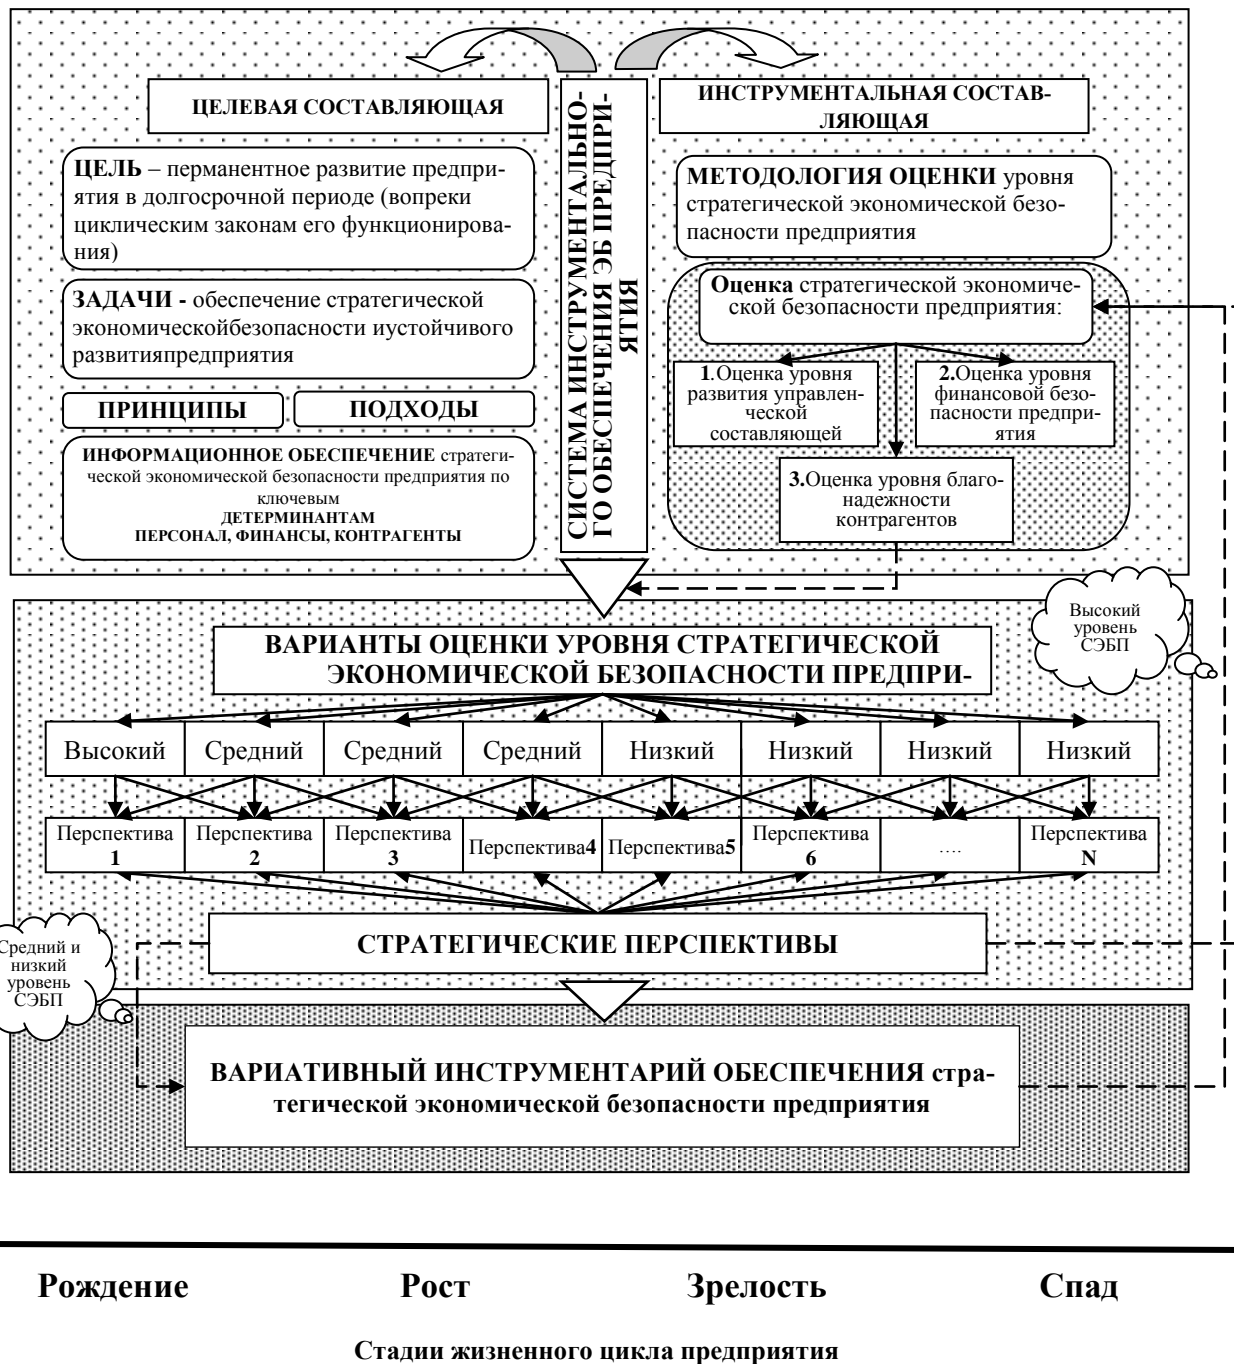 ЦЕЛЕВАЯ СОСТАВЛЯЮЩАЯ
ЦЕЛЬ – перманентное развитие предпри-
ятия в долгосрочной периоде (вопреки
циклическим законам его функционирова-
ния)
ЗАДАЧИ - обеспечение стратегической
экономическойбезопасности иустойчивого
развитияпредприятия
ПРИНЦИПЫ
ПОДХОДЫ
ИНФОРМАЦИОННОЕ ОБЕСПЕЧЕНИЕ стратеги-
ческой экономической безопасности предприятия по
ключевым
ДЕТЕРМИНАНТАМ
ПЕРСОНАЛ, ФИНАНСЫ, КОНТРАГЕНТЫ
СИСТЕМА ИНСТРУМЕНТАЛЬНО-
ГО ОБЕСПЕЧЕНИЯ ЭБ ПРЕДПРИ-
ЯТИЯ
ИНСТРУМЕНТАЛЬНАЯ СОСТАВ-
ЛЯЮЩАЯ
МЕТОДОЛОГИЯ ОЦЕНКИ уровня
стратегической экономической безо-
пасности предприятия
Оценка стратегической экономиче-
ской безопасности предприятия:
1.Оценка уровня
развития управлен-
ческой
составляющей
2.Оценка уровня
финансовой безо-
пасности предпри-
ятия
3.Оценка уровня благо-
надежности
контрагентов
Высокий
уровень
СЭБП
ВАРИАНТЫ ОЦЕНКИ УРОВНЯ СТРАТЕГИЧЕСКОЙ
ЭКОНОМИЧЕСКОЙ БЕЗОПАСНОСТИ ПРЕДПРИ-
Высокий
Средний
Средний
Средний
Низкий
Низкий
Низкий
Низкий
Перспектива
1
Перспектива
2
Перспектива
3
Перспектива4
Перспектива5
Перспектива
6
….
Перспектива
N
СТРАТЕГИЧЕСКИЕ ПЕРСПЕКТИВЫ
Средний и
низкий
уровень
СЭБП
ВАРИАТИВНЫЙ ИНСТРУМЕНТАРИЙ ОБЕСПЕЧЕНИЯ стра-
тегической экономической безопасности предприятия
Рождение
Рост
Зрелость
Спад
Стадии жизненного цикла предприятия